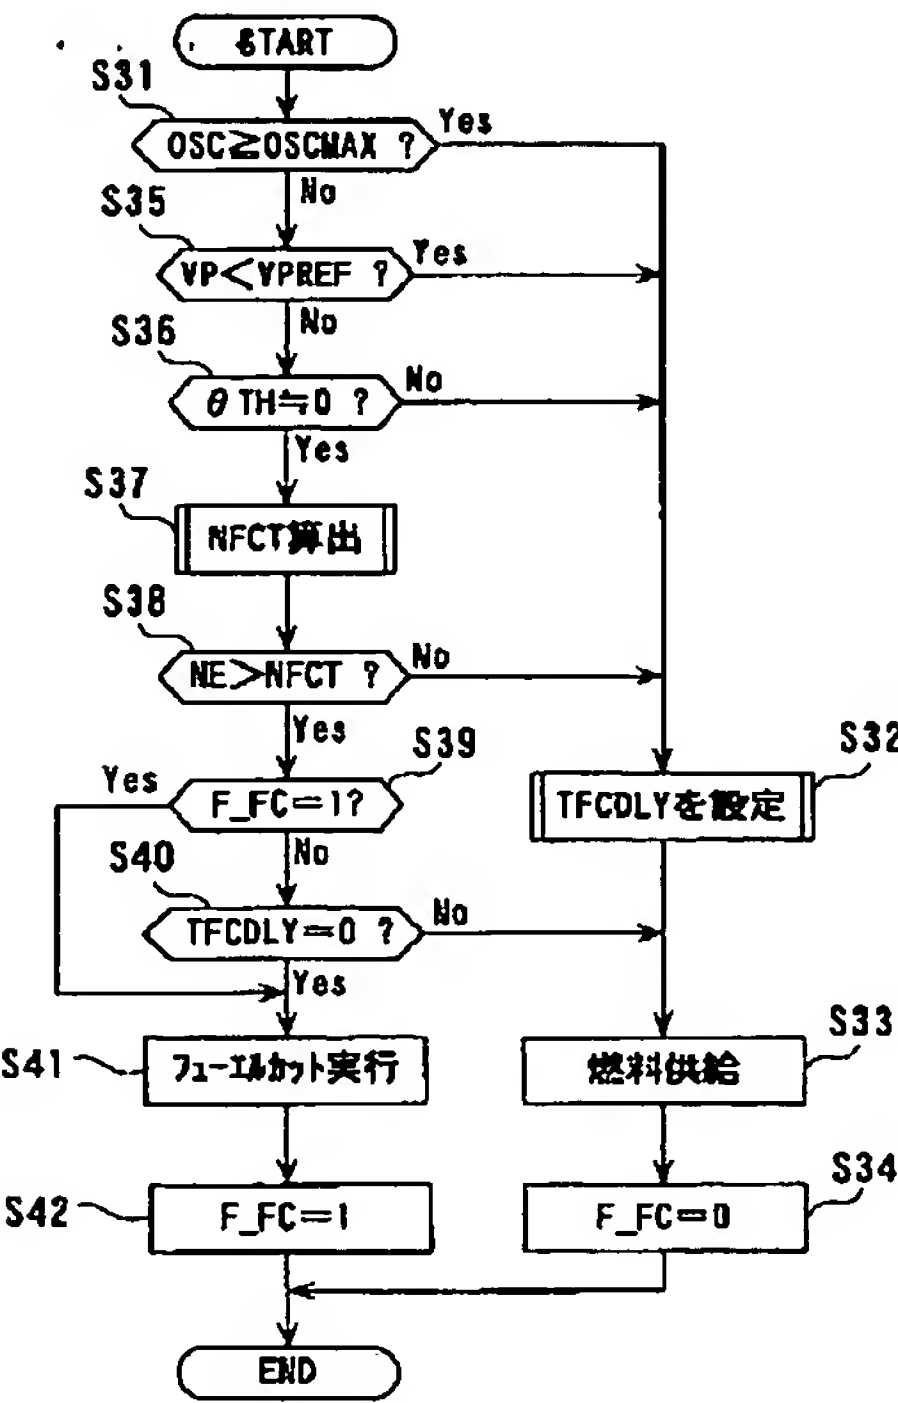 START
S31
OSC≧OSCMAX ?
Yes
No
S35
VP<VPREF ?
Yes
No
S36
θTH≒0 ?
No
Yes
S37
NFCT算出
S38
NE>NFCT ?
No
Yes
S39
F_FC=1?
Yes
No
S32
TFCDLYを設定
S40
TFCDLY=0 ?
No
Yes
S41
フューエルカット実行
S33
燃料供給
S42
F_FC=1
S34
F_FC=0
END